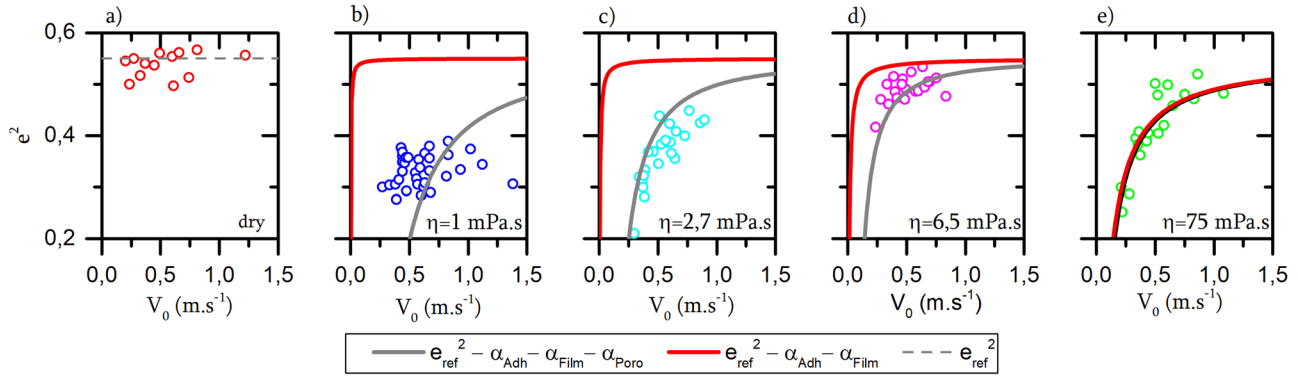 a) b) c) d) e)
0,6
0,4
0,2
e²
dry
η=1 mPa.s
η=2,7 mPa.s
η=6,5 mPa.s
η=75 mPa.s
0,0 0,5 1,0 1,5 0,0 0,5 1,0 1,5 0,0 0,5 1,0 1,5 0,0 0,5 1,0 1,5 0,0 0,5 1,0 1,5
V₀ (m.s⁻¹) V₀ (m.s⁻¹) V₀ (m.s⁻¹) V₀ (m.s⁻¹) V₀ (m.s⁻¹)
e_ref² − α_Adh − α_Film − α_Poro e_ref² − α_Adh − α_Film e_ref²